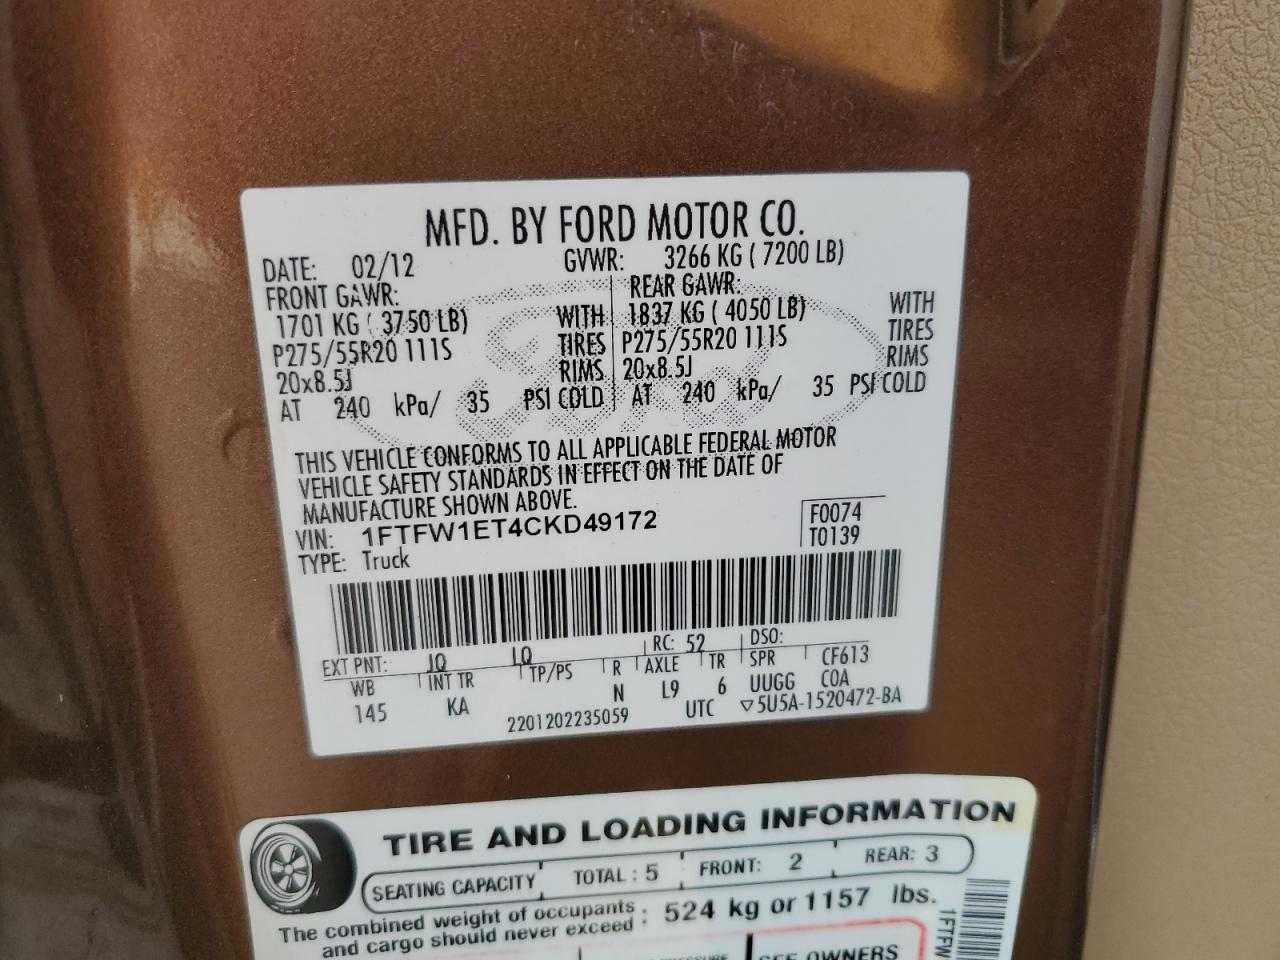 MFD. BY FORD MOTOR CO.
DATE: 02/12 GVWR: 3266 KG ( 7200 LB)
FRONT GAWR: REAR GAWR:
1701 KG ( 3750 LB) WITH 1837 KG ( 4050 LB) WITH
P275/55R20 111S TIRES P275/55R20 111S TIRES
20x8.5J RIMS 20x8.5J RIMS
AT 240 kPa/ 35 PSI COLD AT 240 kPa/ 35 PSI COLD
THIS VEHICLE CONFORMS TO ALL APPLICABLE FEDERAL MOTOR
VEHICLE SAFETY STANDARDS IN EFFECT ON THE DATE OF
MANUFACTURE SHOWN ABOVE.
VIN: 1FTFW1ET4CKD49172 F0074
TYPE: Truck T0139
EXT PNT: JQ LQ RC: 52 DSO:
WB INT TR TP/PS R AXLE TR SPR CF613
145 KA N L9 6 UUGG COA
2201202235059 UTC ▽5U5A-1520472-BA
TIRE AND LOADING INFORMATION
SEATING CAPACITY TOTAL : 5 FRONT: 2 REAR: 3
The combined weight of occupants
and cargo should never exceed : 524 kg or 1157 lbs.
SEE OWNERS
1FTFW